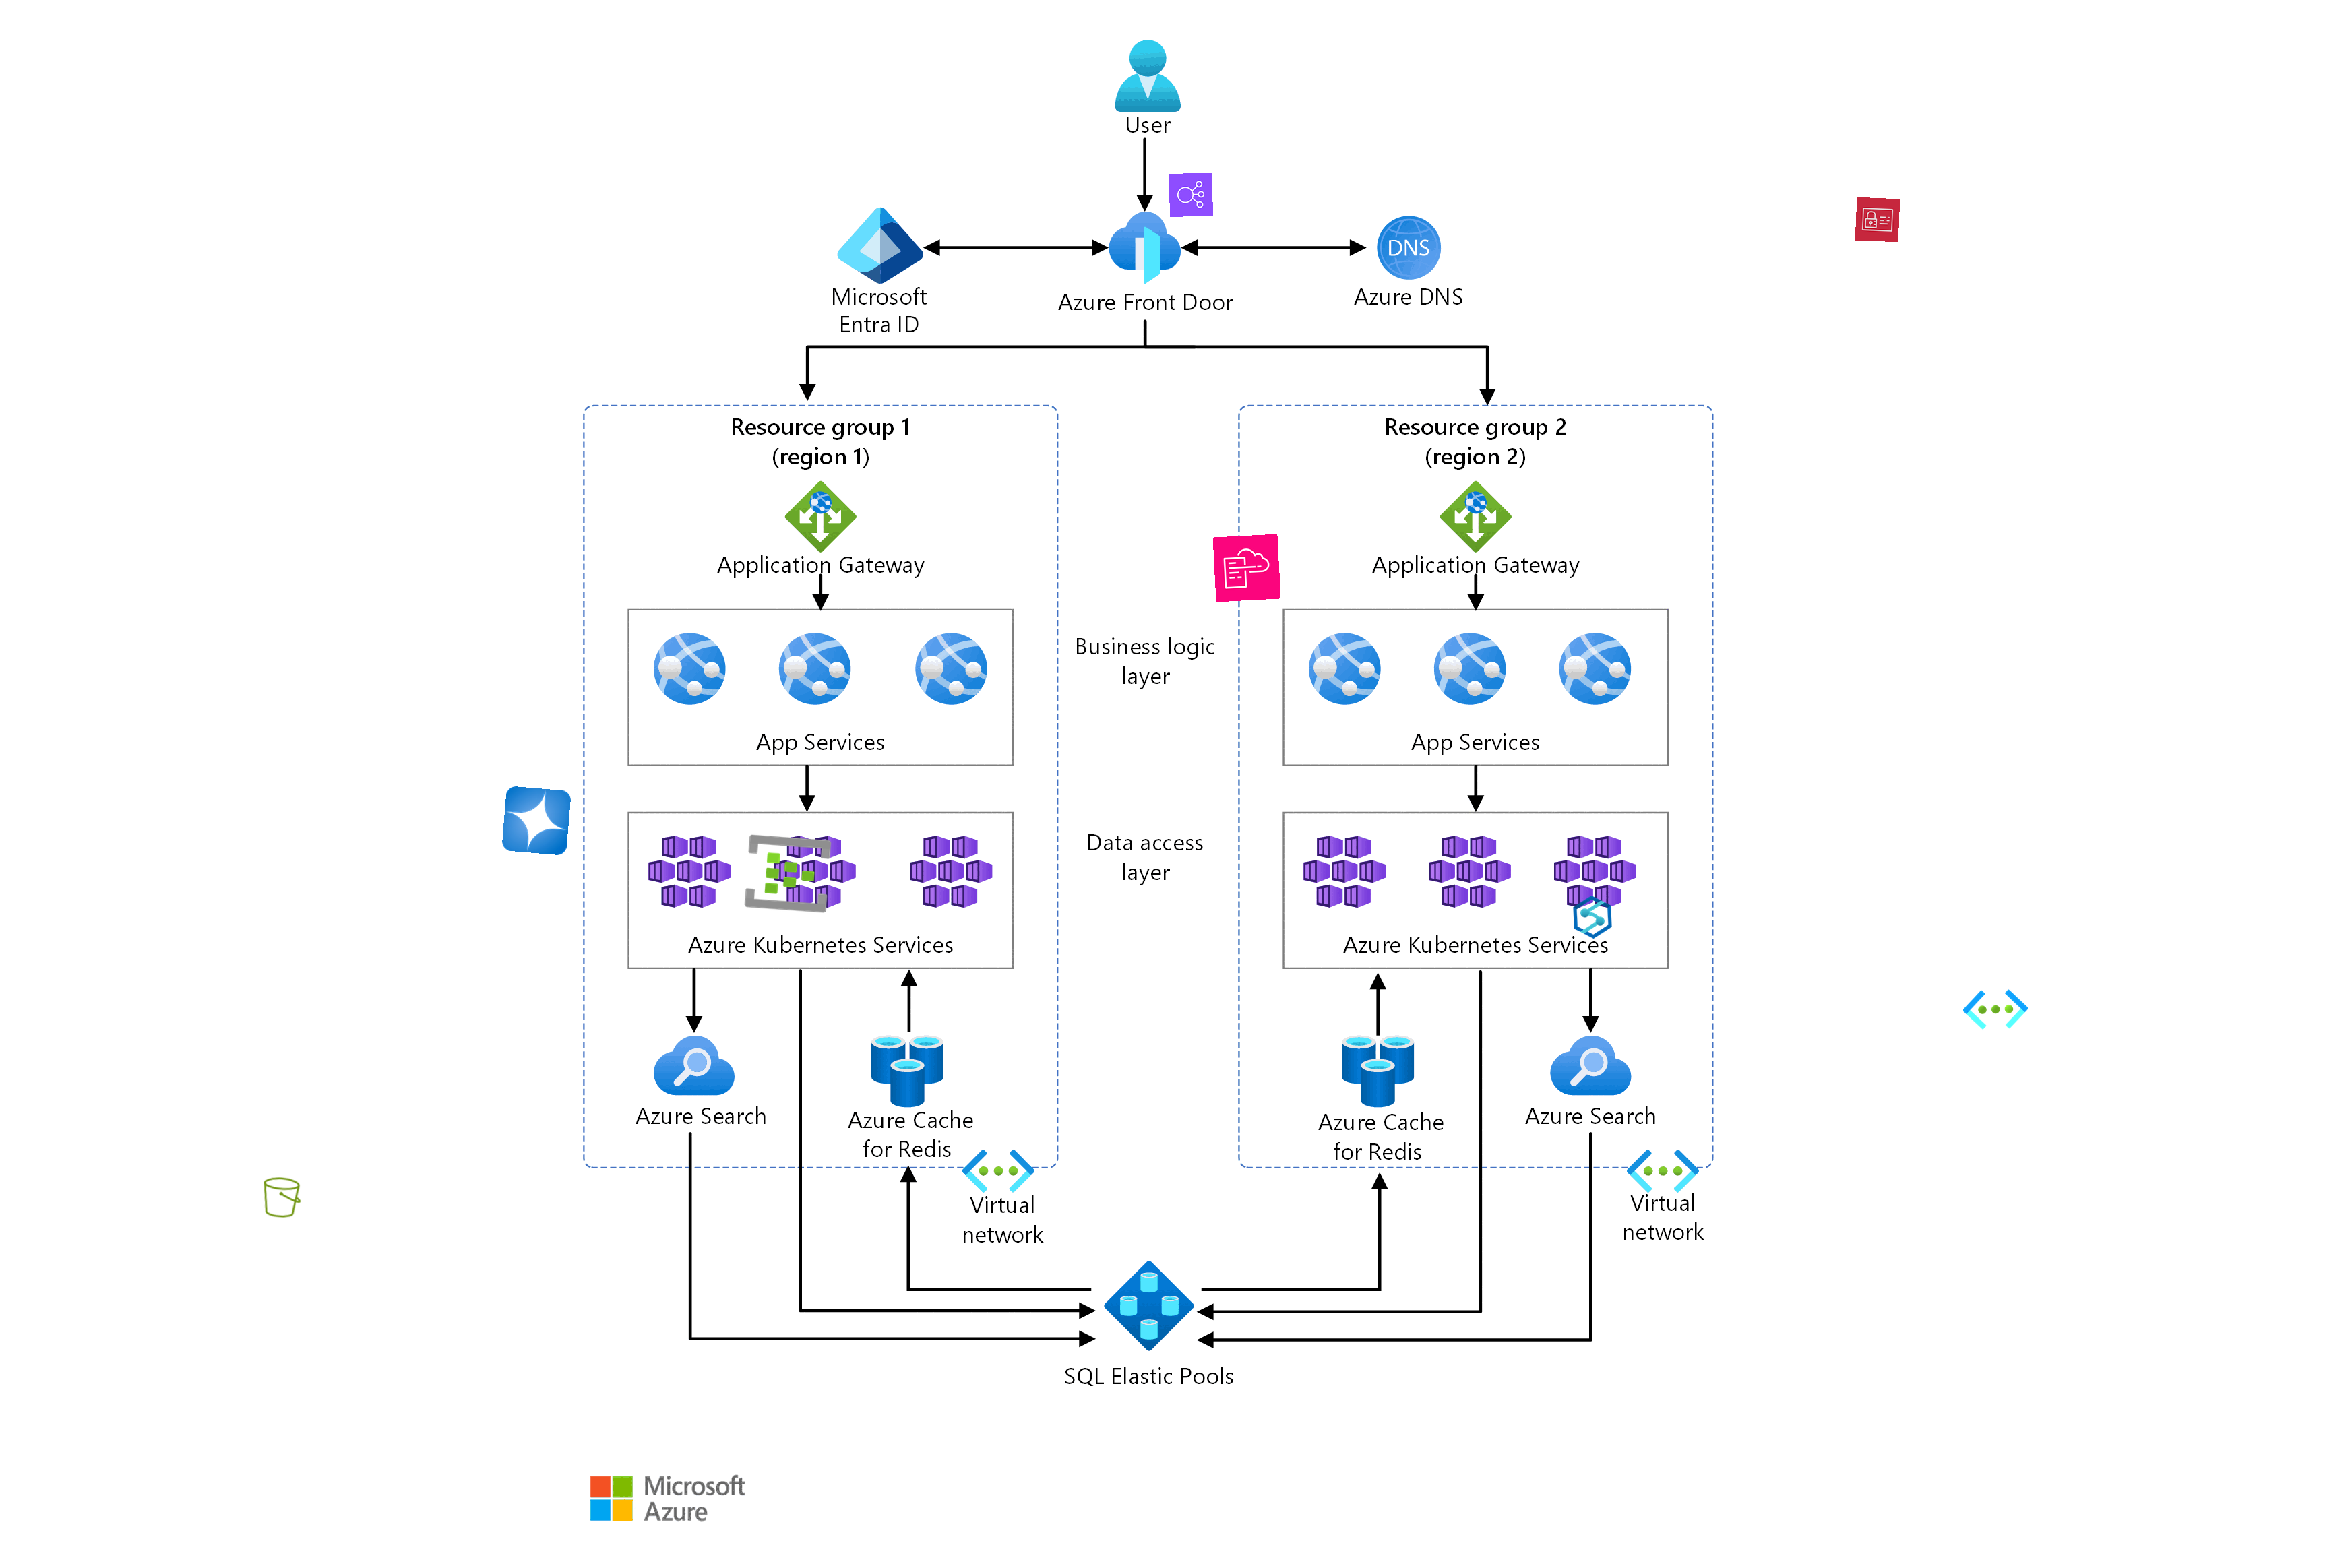 User
DNS
Microsoft
Entra ID
Azure Front Door
Azure DNS
Resource group 1
(region 1)
Resource group 2
(region 2)
Application Gateway
Application Gateway
Business logic
layer
App Services
App Services
Data access
layer
Azure Kubernetes Services
Azure Kubernetes Services
Azure Search
Azure Cache
for Redis
Azure Cache
for Redis
Azure Search
Virtual
network
Virtual
network
SQL Elastic Pools
Microsoft
Azure